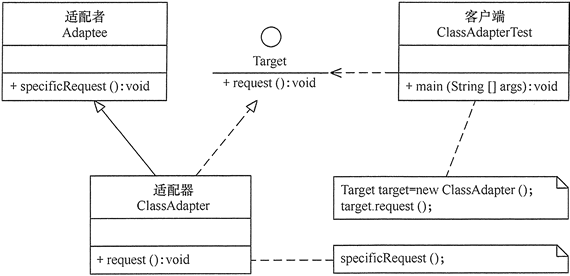 适配者
Adaptee
+ specificRequest ():void
Target
+ request ():void
客户端
ClassAdapterTest
+ main (String [] args):void
适配器
ClassAdapter
+ request ():void
Target target=new ClassAdapter ();
target.request ();
specificRequest ();